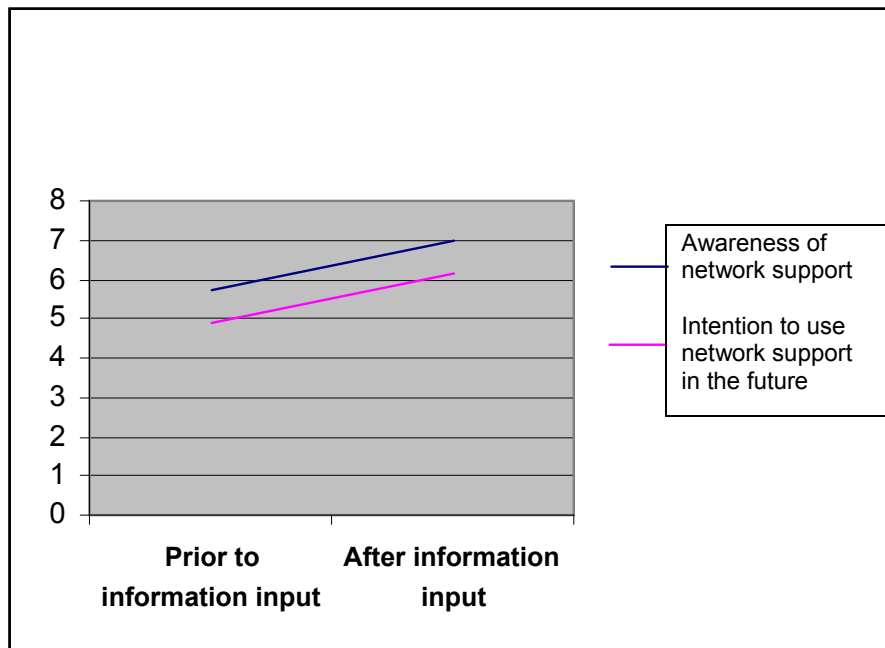 8
7
6
5
4
3
2
1
0
Prior to
information input
After information
input
Awareness of
network support
Intention to use
network support
in the future